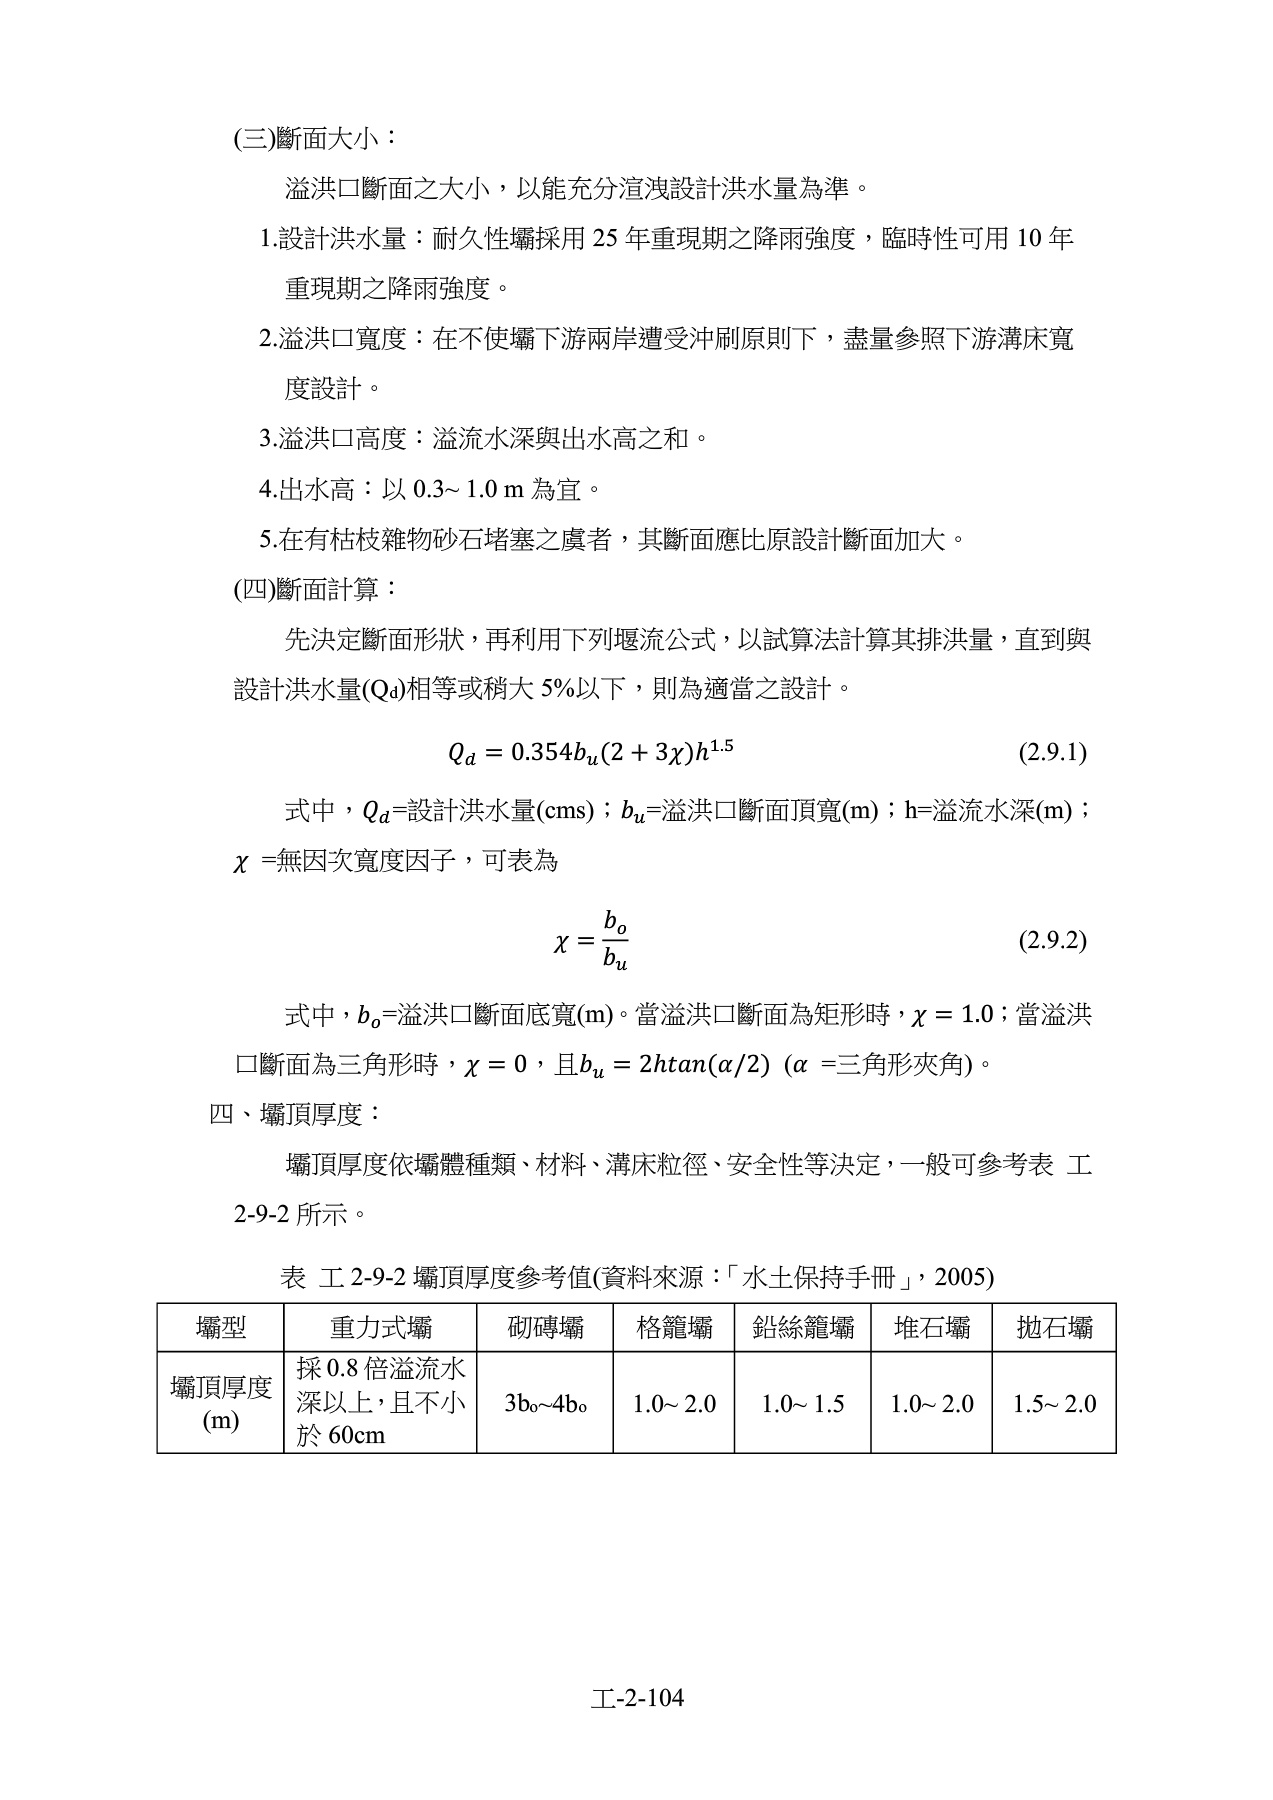 (三)斷面大小：
溢洪口斷面之大小，以能充分渲洩設計洪水量為準。
1.設計洪水量：耐久性壩採用 25 年重現期之降雨強度，臨時性可用 10 年
重現期之降雨強度。
2.溢洪口寬度：在不使壩下游兩岸遭受沖刷原則下，盡量參照下游溝床寬
度設計。
3.溢洪口高度：溢流水深與出水高之和。
4.出水高：以 0.3~ 1.0 m 為宜。
5.在有枯枝雜物砂石堵塞之虞者，其斷面應比原設計斷面加大。
(四)斷面計算：
先決定斷面形狀，再利用下列堰流公式，以試算法計算其排洪量，直到與
設計洪水量(Qd)相等或稍大 5%以下，則為適當之設計。
Q_d = 0.354b_u(2 + 3χ)h^1.5 (2.9.1)
式中，Q_d=設計洪水量(cms)；b_u=溢洪口斷面頂寬(m)；h=溢流水深(m)；
χ =無因次寬度因子，可表為
χ = b_o/b_u (2.9.2)
式中，b_o=溢洪口斷面底寬(m)。當溢洪口斷面為矩形時，χ = 1.0；當溢洪
口斷面為三角形時，χ = 0，且b_u = 2htan(α/2) (α =三角形夾角)。
四、壩頂厚度：
壩頂厚度依壩體種類、材料、溝床粒徑、安全性等決定，一般可參考表 工
2-9-2 所示。
表 工 2-9-2 壩頂厚度參考值(資料來源：「水土保持手冊」，2005)
壩型 重力式壩 砌磚壩 格籠壩 鉛絲籠壩 堆石壩 拋石壩
壩頂厚度
(m)
採 0.8 倍溢流水
深以上，且不小
於 60cm
3bo~4bo 1.0~ 2.0 1.0~ 1.5 1.0~ 2.0 1.5~ 2.0
工-2-104